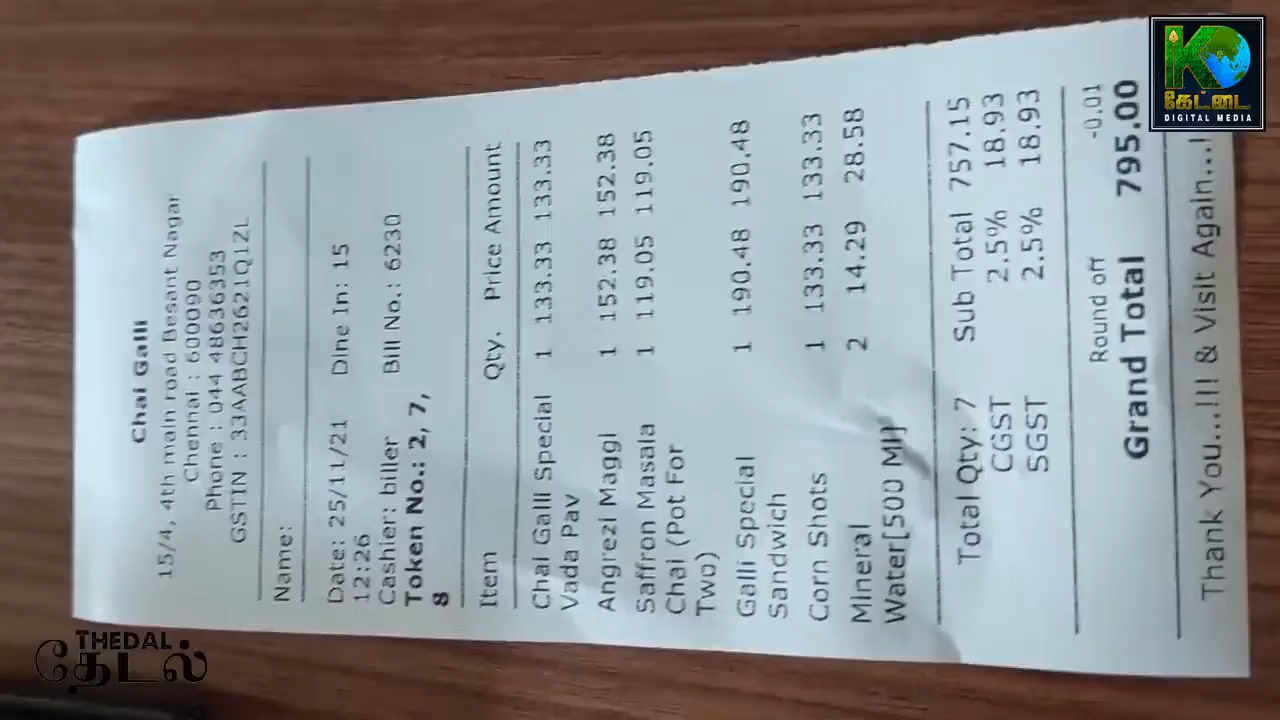 Chai Galli
15/4, 4th main road Besant Nagar
Chennai : 600090
Phone : 044 48636353
GSTIN : 33AABCH2621Q1ZL
Name:
Date: 25/11/21 Dine In: 15
12:26
Cashier: biller Bill No.: 6230
Token No.: 2, 7,
8
Item Qty. Price Amount
Chai Galli Special 1 133.33 133.33
Vada Pav
Angrezi Maggi 1 152.38 152.38
Saffron Masala 1 119.05 119.05
Chai (Pot For
Two)
Galli Special 1 190.48 190.48
Sandwich
Corn Shots 1 133.33 133.33
Mineral 2 14.29 28.58
Water[500 Ml]
Total Qty: 7 Sub Total 757.15
CGST 2.5% 18.93
SGST 2.5% 18.93
Round off -0.01
Grand Total 795.00
Thank You...!!! & Visit Again...!
K
கேட்டை
DIGITAL MEDIA
THEDAL
தேடல்